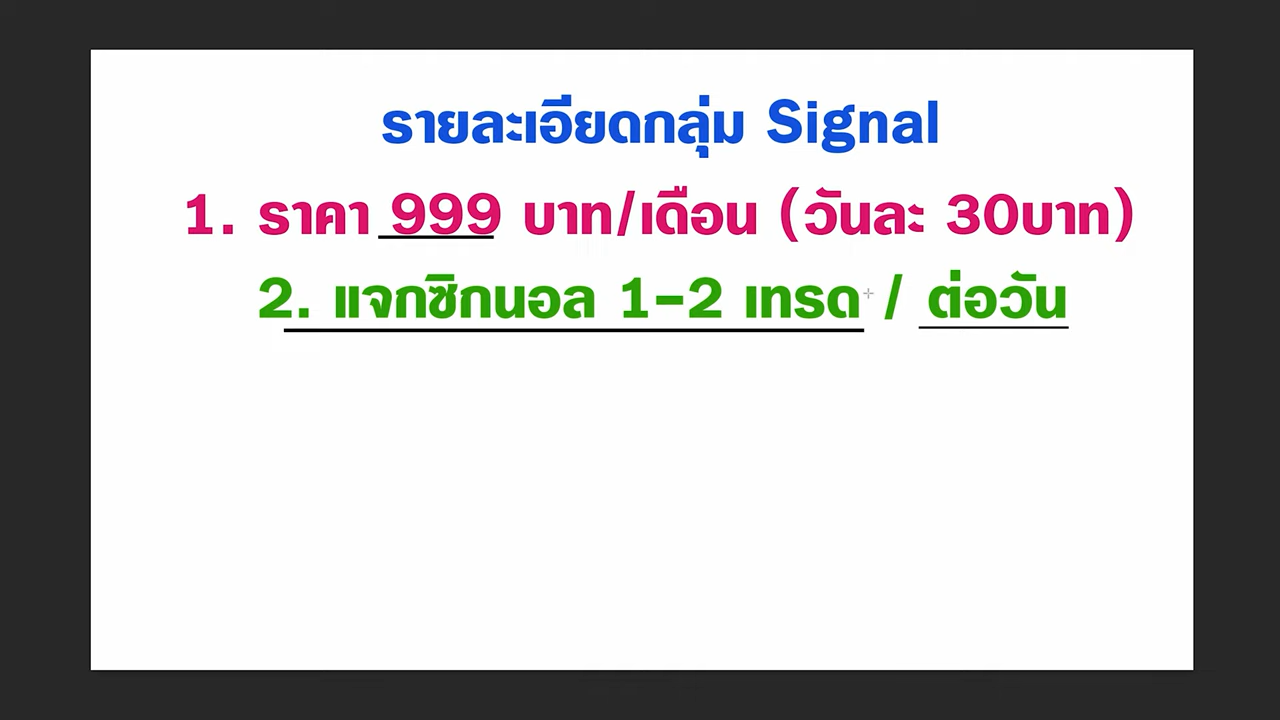 รายละเอียดกลุ่ม Signal
1. ราคา 999 บาท/เดือน (วันละ 30บาท)
2. แจกซิกนอล 1-2 เทรด / ต่อวัน